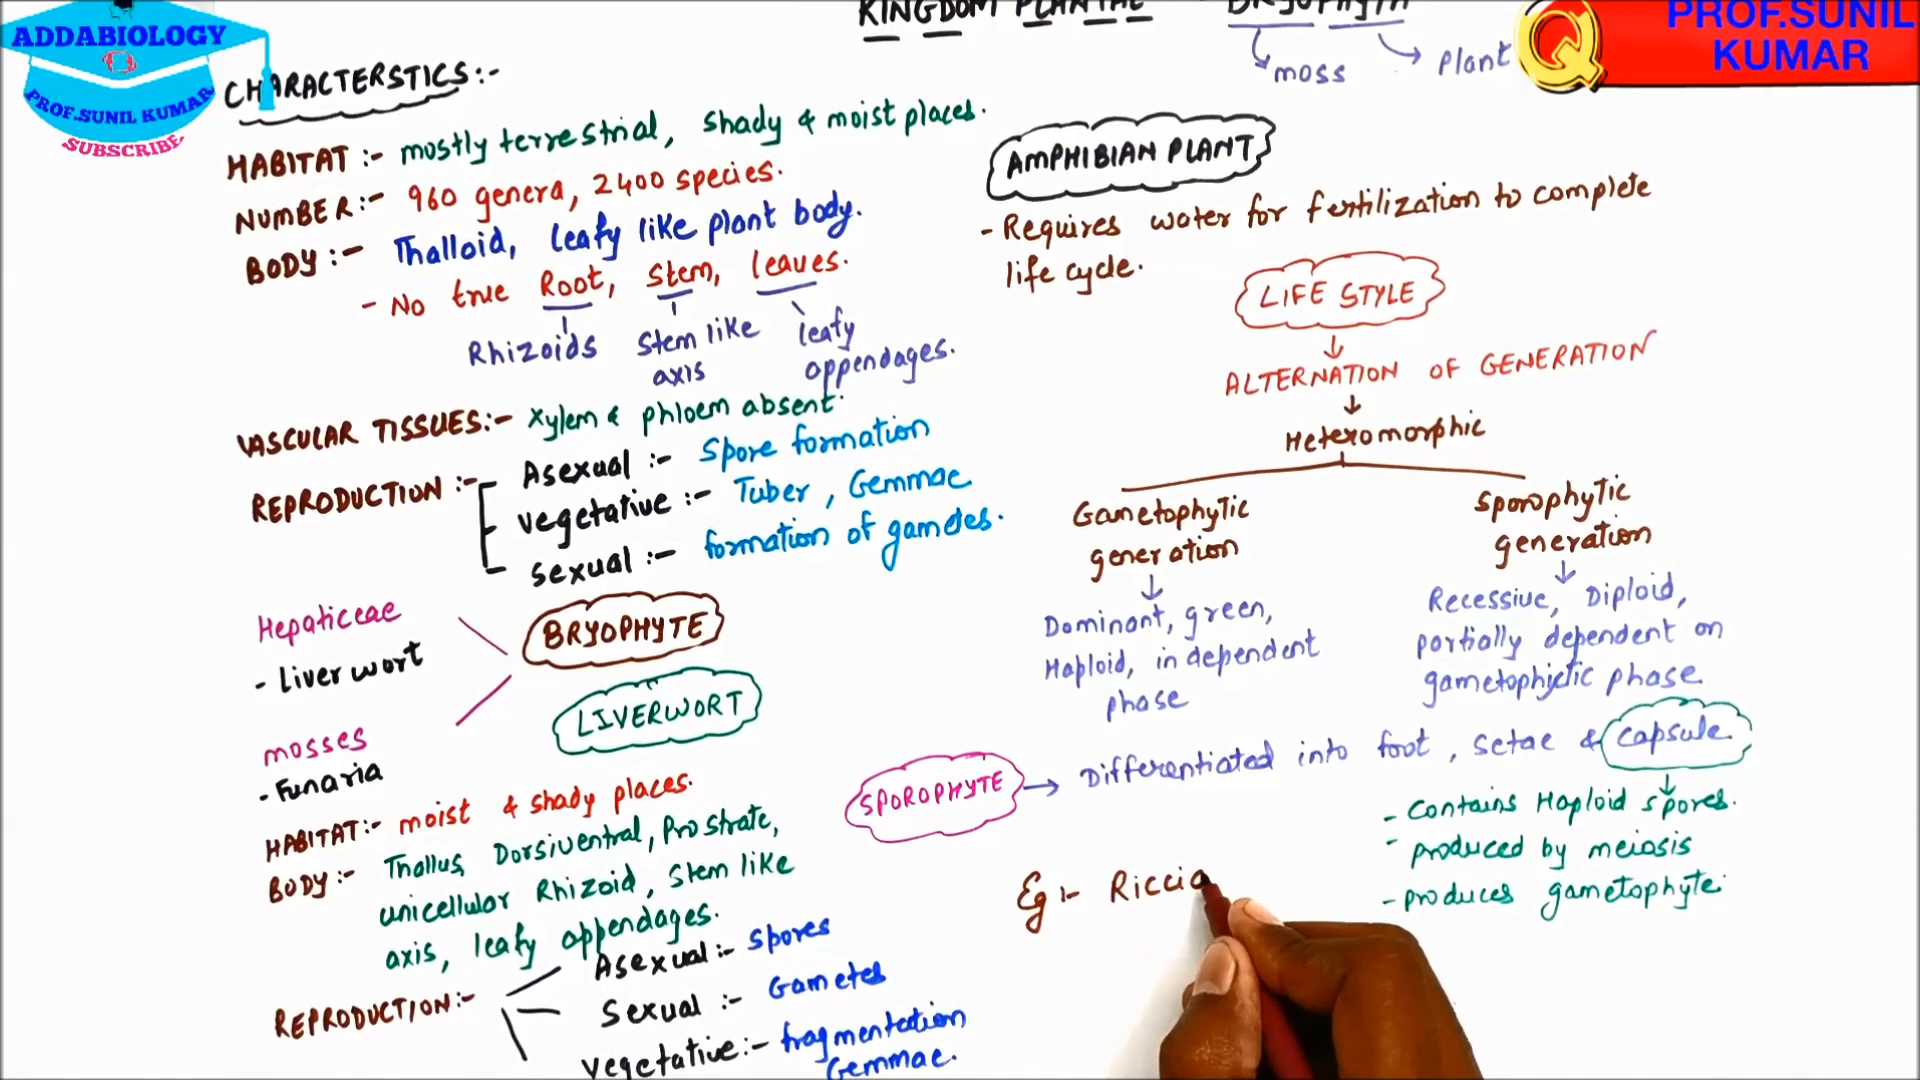 KINGDOM PLANTAE
BRYOPHYTA
moss
plant
ADDABIOLOGY
PROF.SUNIL KUMAR
SUBSCRIBE
PROF.SUNIL
KUMAR
CHARACTERSTICS:-
HABITAT :- mostly terrestrial, shady & moist places.
NUMBER:- 960 genera, 2400 species.
BODY :- Thalloid, leafy like plant body.
- No true Root, Stem, leaves.
Rhizoids
Stem like
axis
leafy
appendages.
VASCULAR TISSUES:- Xylem & phloem absent.
REPRODUCTION :-
Asexual :- Spore formation
vegetative :- Tuber, Gemmae
sexual :- formation of gametes.
Hepaticeae
- Liver wort
BRYOPHYTE
mosses
- Funaria
LIVERWORT
HABITAT:- moist & shady places.
BODY :- Thallus, Dorsiventral, Prostrate,
unicellular Rhizoid, Stem like
axis, leafy appendages.
REPRODUCTION:-
Asexual :- Spores
Sexual :- Gametes
vegetative:- fragmentation
Gemmae.
AMPHIBIAN PLANT
- Requires water for fertilization to complete
life cycle.
LIFE STYLE
ALTERNATION OF GENERATION
Heteromorphic
Gametophytic
generation
Dominant, green,
Haploid, independent
phase
Sporophytic
generation
Recessive, Diploid,
partially dependent on
gametophytic phase.
SPOROPHYTE → Differentiated into foot, setae & capsule.
- Contains Haploid spores.
- produced by meiosis
- produces gametophyte.
Eg :- Riccia